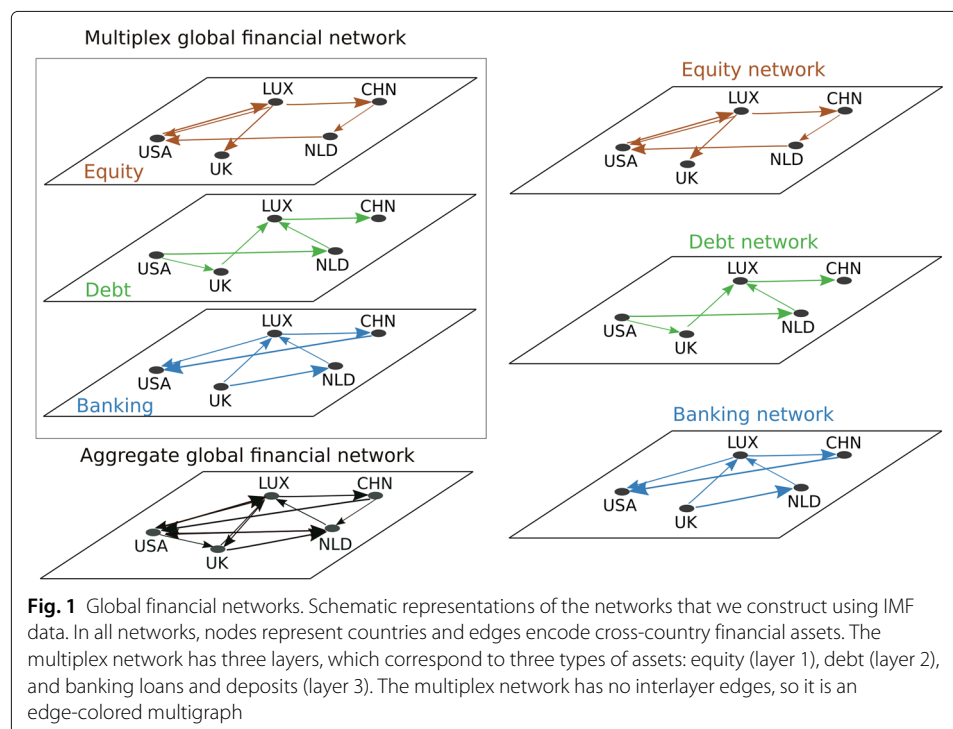 Multiplex global financial network
LUX
CHN
USA
UK
NLD
Equity
LUX
CHN
USA
UK
NLD
Debt
LUX
CHN
USA
UK
NLD
Banking
Aggregate global financial network
LUX
CHN
USA
UK
NLD
Equity network
LUX
CHN
USA
UK
NLD
Debt network
LUX
CHN
USA
UK
NLD
Banking network
LUX
CHN
USA
UK
NLD
Fig. 1 Global financial networks. Schematic representations of the networks that we construct using IMF
data. In all networks, nodes represent countries and edges encode cross-country financial assets. The
multiplex network has three layers, which correspond to three types of assets: equity (layer 1), debt (layer 2),
and banking loans and deposits (layer 3). The multiplex network has no interlayer edges, so it is an
edge-colored multigraph